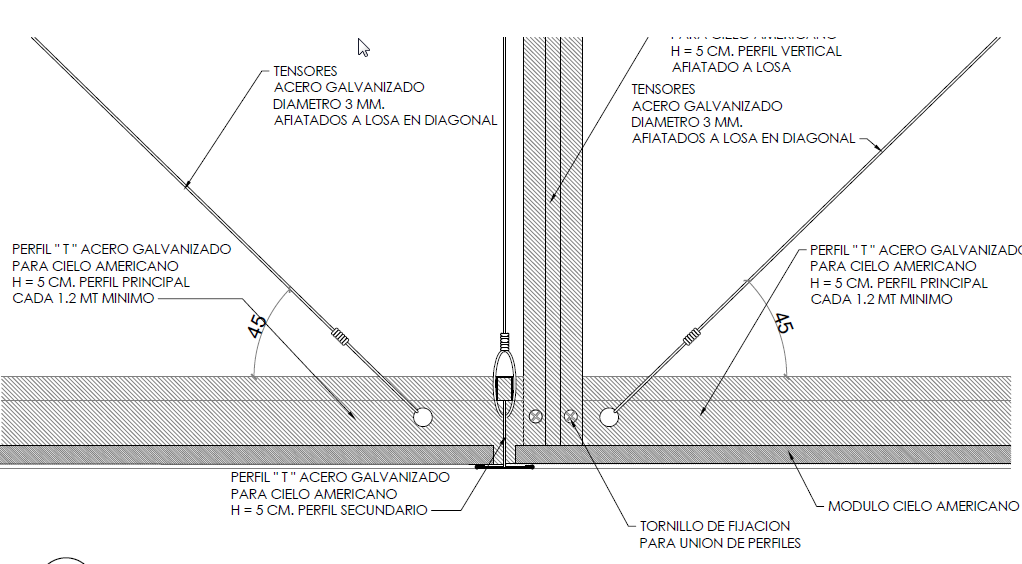 PARA CIELO AMERICANO
H = 5 CM. PERFIL VERTICAL
AFIATADO A LOSA
TENSORES
ACERO GALVANIZADO
DIAMETRO 3 MM.
AFIATADOS A LOSA EN DIAGONAL
TENSORES
ACERO GALVANIZADO
DIAMETRO 3 MM.
AFIATADOS A LOSA EN DIAGONAL
PERFIL " T " ACERO GALVANIZADO
PARA CIELO AMERICANO
H = 5 CM. PERFIL PRINCIPAL
CADA 1.2 MT MINIMO
PERFIL " T " ACERO GALVANIZADO
PARA CIELO AMERICANO
H = 5 CM. PERFIL PRINCIPAL
CADA 1.2 MT MINIMO
45
45
PERFIL " T " ACERO GALVANIZADO
PARA CIELO AMERICANO
H = 5 CM. PERFIL SECUNDARIO
MODULO CIELO AMERICANO
TORNILLO DE FIJACION
PARA UNION DE PERFILES